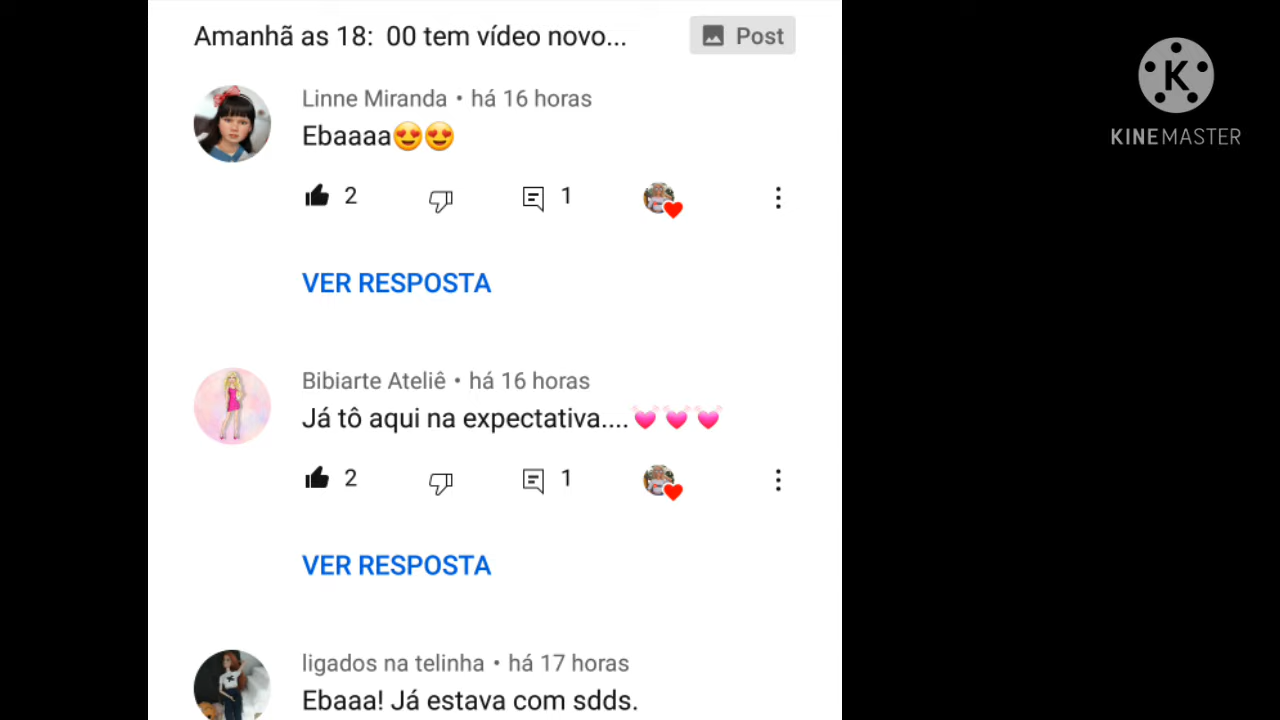 Amanhã as 18:  00 tem vídeo novo...
Post
Linne Miranda • há 16 horas
Ebaaaa😍😍
2
1
VER RESPOSTA
Bibiarte Ateliê • há 16 horas
Já tô aqui na expectativa....💓💓💓
2
1
VER RESPOSTA
ligados na telinha • há 17 horas
Ebaaa! Já estava com sdds.
K
KINEMASTER